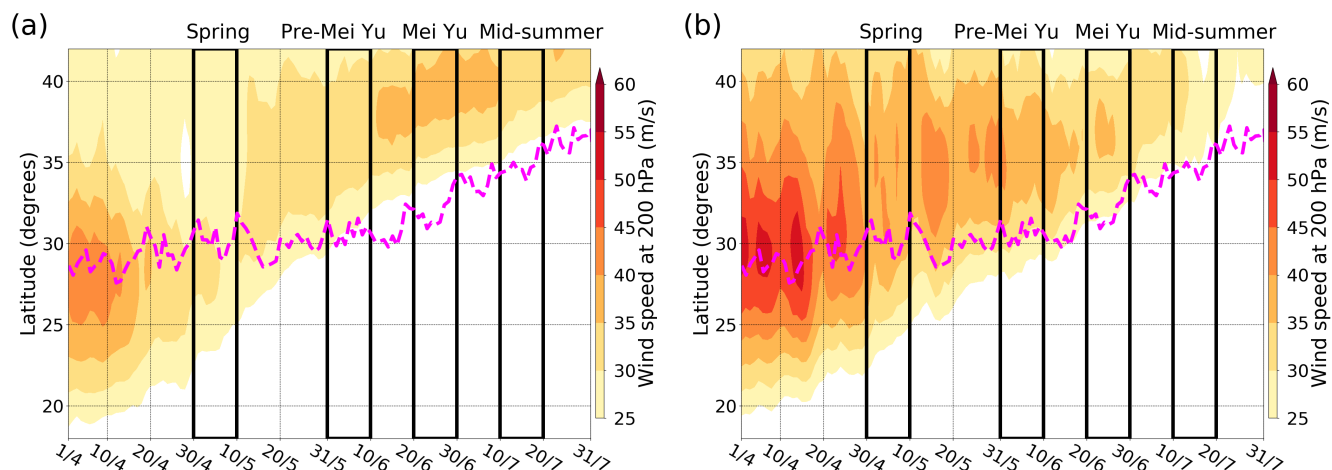 (a)
Spring Pre-Mei Yu Mei Yu Mid-summer
Latitude (degrees)
40
35
30
25
20
1/4 10/4 20/4 30/4 10/5 20/5 31/5 10/6 20/6 30/6 10/7 20/7 31/7
60
55
50
45
40
35
30
25
Wind speed at 200 hPa (m/s)
(b)
Spring Pre-Mei Yu Mei Yu Mid-summer
Latitude (degrees)
40
35
30
25
20
1/4 10/4 20/4 30/4 10/5 20/5 31/5 10/6 20/6 30/6 10/7 20/7 31/7
60
55
50
45
40
35
30
25
Wind speed at 200 hPa (m/s)